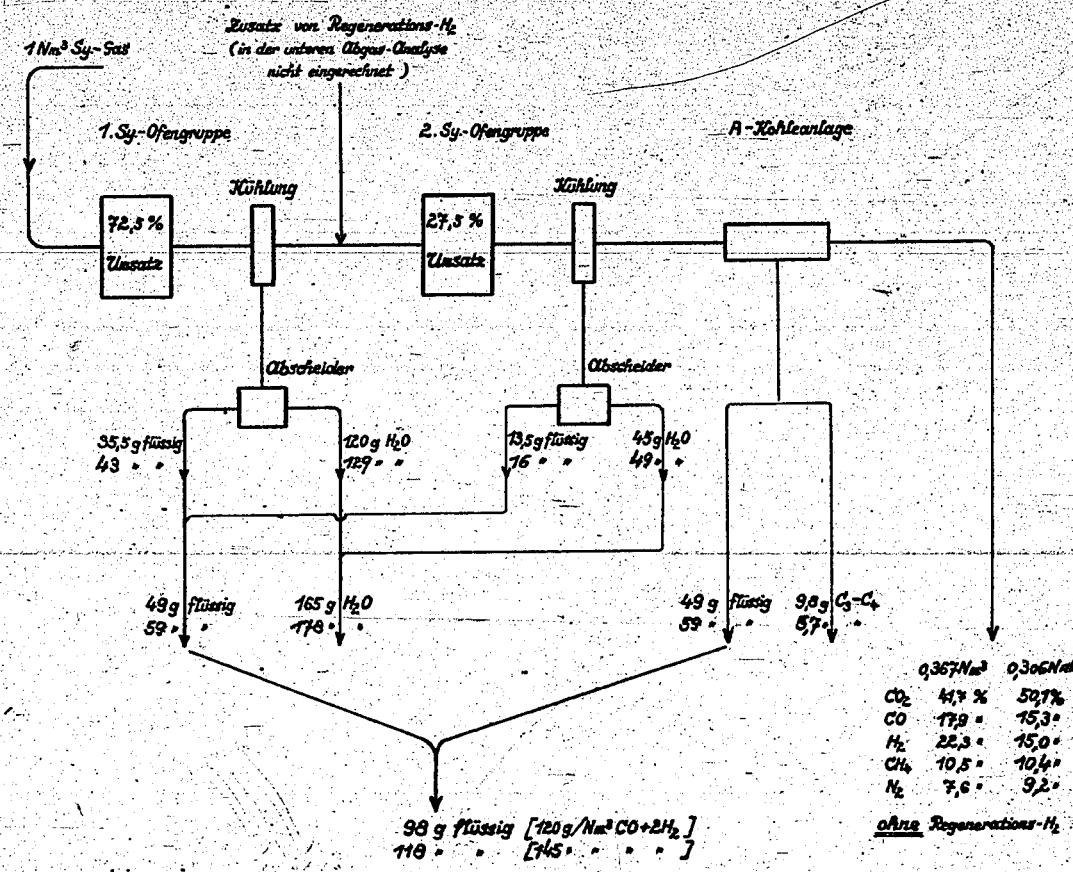 1 Nm³ Sy.-Gas
Zusatz von Regenerations-H₂
(in der unteren Abgas-Analyse
nicht eingerechnet)
1. Sy.-Ofengruppe
2. Sy.-Ofengruppe
A-Kohleanlage
Kühlung
Kühlung
72,5 %
Umsatz
27,5 %
Umsatz
Abscheider
Abscheider
35,5 g flüssig
43 " "
120 g H₂O
129 " "
13,5 g flüssig
16 " "
45 g H₂O
49 " "
49 g flüssig
59 " "
165 g H₂O
178 " "
49 g flüssig
59 " "
9,8 g C₃-C₄
5,7 " "
0,367 Nm³ 0,306 Nm³
CO₂ 41,7 % 50,1 %
CO 17,9 " 15,3 "
H₂ 22,3 " 15,0 "
CH₄ 10,5 " 10,4 "
N₂ 7,6 " 9,2 "
ohne Regenerations-H₂
98 g flüssig [120 g/Nm³ CO+2H₂]
118 " " [145 " " " "]